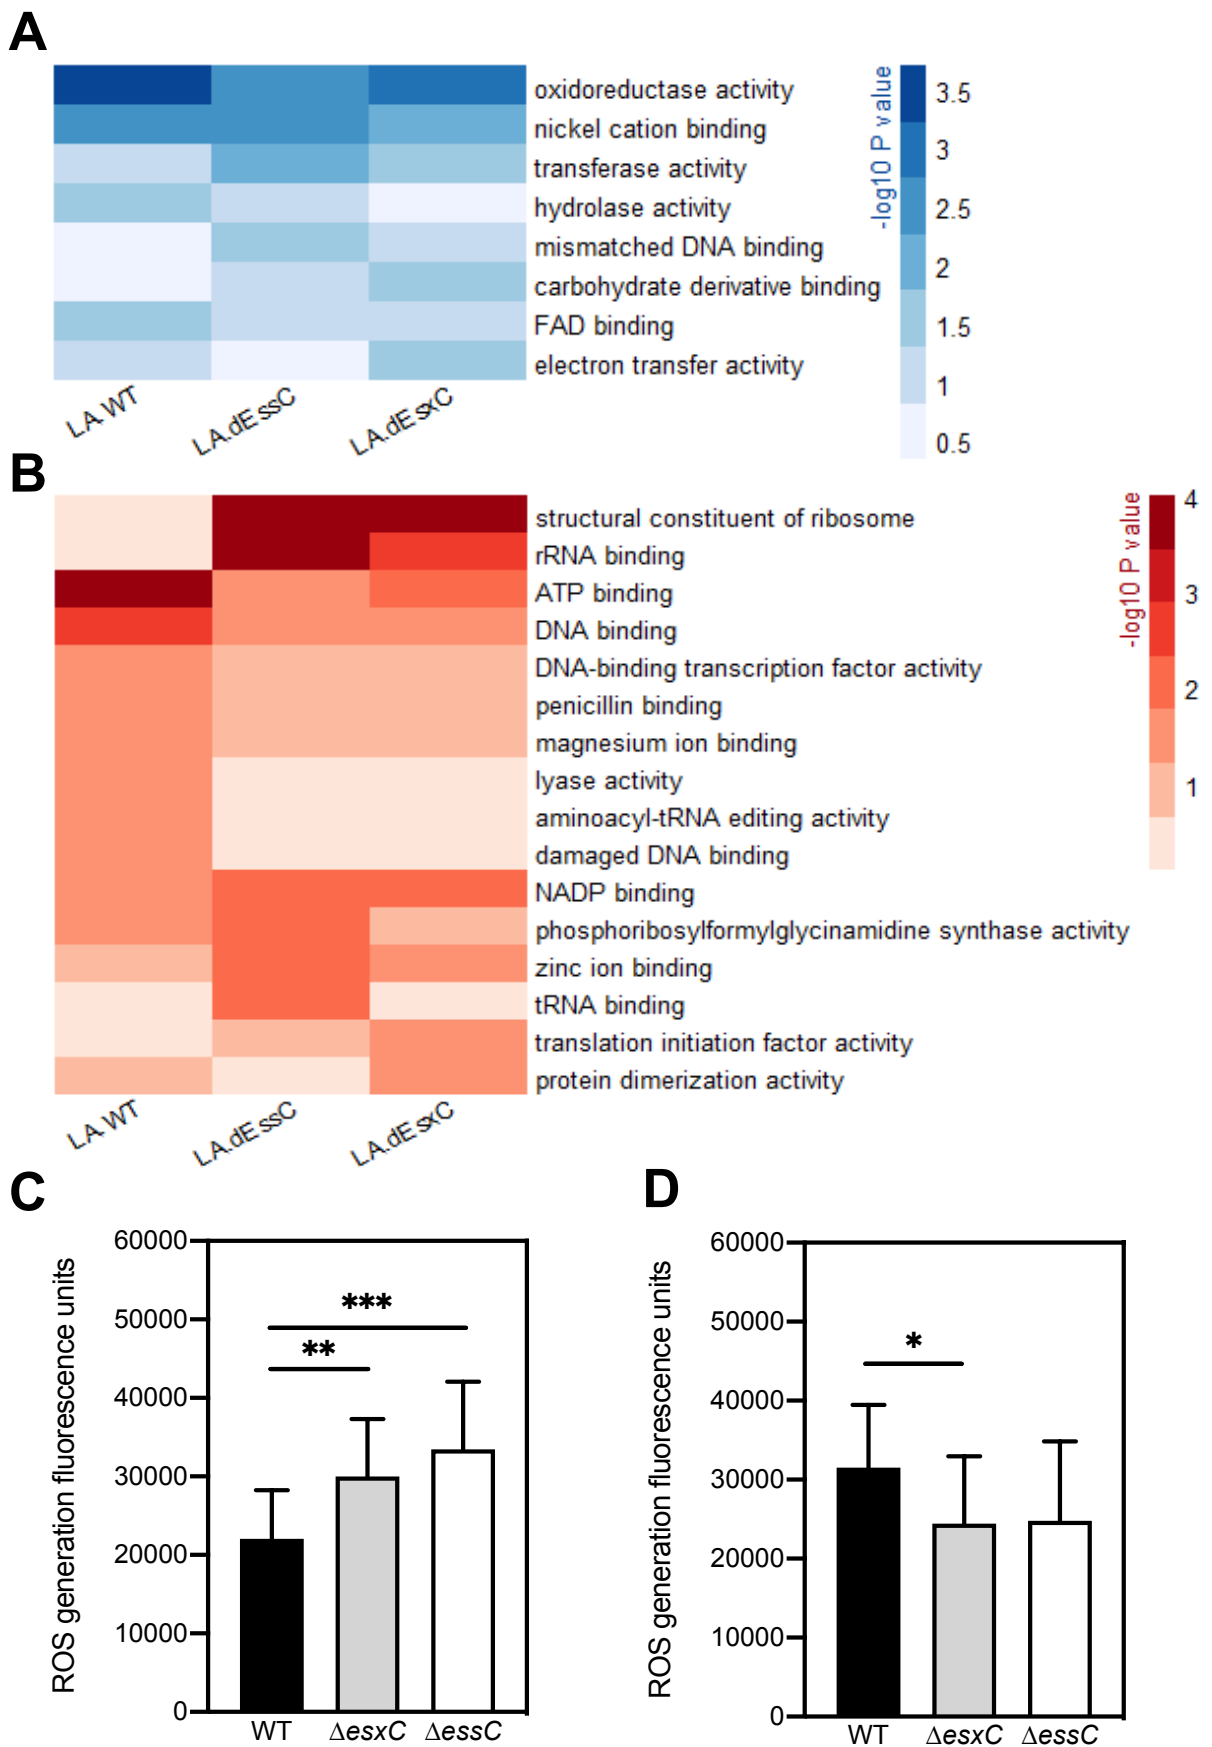 A
oxidoreductase activity
nickel cation binding
transferase activity
hydrolase activity
mismatched DNA binding
carbohydrate derivative binding
FAD binding
electron transfer activity
-log10 P value
3.5
3
2.5
2
1.5
1
0.5
LA.WT
LA.dEssC
LA.dEsxC
B
structural constituent of ribosome
rRNA binding
ATP binding
DNA binding
DNA-binding transcription factor activity
penicillin binding
magnesium ion binding
lyase activity
aminoacyl-tRNA editing activity
damaged DNA binding
NADP binding
phosphoribosylformylglycinamidine synthase activity
zinc ion binding
tRNA binding
translation initiation factor activity
protein dimerization activity
-log10 P value
4
3
2
1
LA.WT
LA.dEssC
LA.dEsxC
C
ROS generation fluorescence units
60000
50000
40000
30000
20000
10000
0
***
**
WT
ΔesxC
ΔessC
D
ROS generation fluorescence units
60000
50000
40000
30000
20000
10000
0
*
WT
ΔesxC
ΔessC